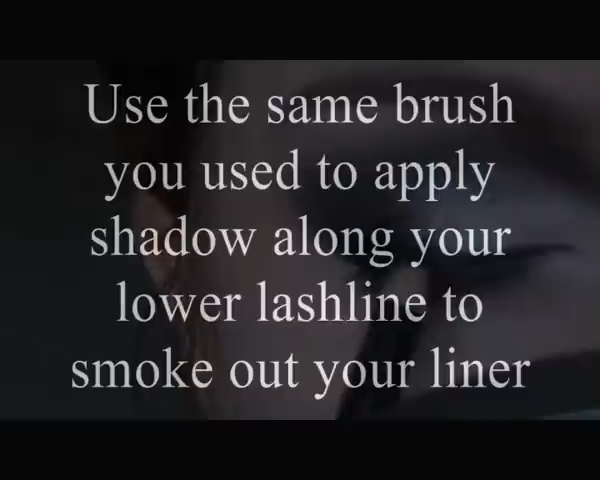 Use the same brush
you used to apply
shadow along your
lower lashline to
smoke out your liner